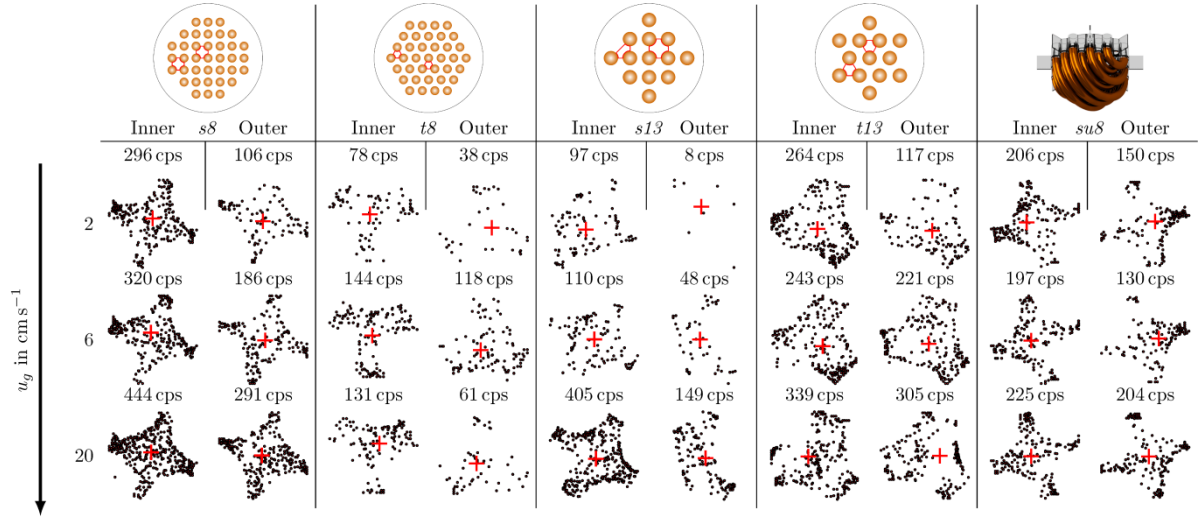 Inner s8 Outer Inner t8 Outer Inner s13 Outer Inner t13 Outer Inner su8 Outer
296 cps 106 cps 78 cps 38 cps 97 cps 8 cps 264 cps 117 cps 206 cps 150 cps
2
320 cps 186 cps 144 cps 118 cps 110 cps 48 cps 243 cps 221 cps 197 cps 130 cps
6
u_g in cm s⁻¹
444 cps 291 cps 131 cps 61 cps 405 cps 149 cps 339 cps 305 cps 225 cps 204 cps
20